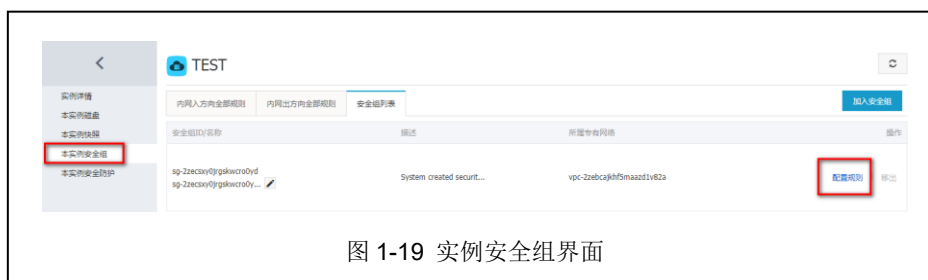 TEST
实例详情
本实例磁盘
本实例快照
本实例安全组
本实例安全防护
内网入方向全部规则 内网出方向全部规则 安全组列表 加入安全组
安全组ID/名称 描述 所属专有网络 操作
sg-2zecsxy0jrgskwcro0yd
sg-2zecsxy0jrgskwcro0y...
System created securit... vpc-2zebcajkhf5maazd1v82a 配置规则 移出
图 1-19 实例安全组界面